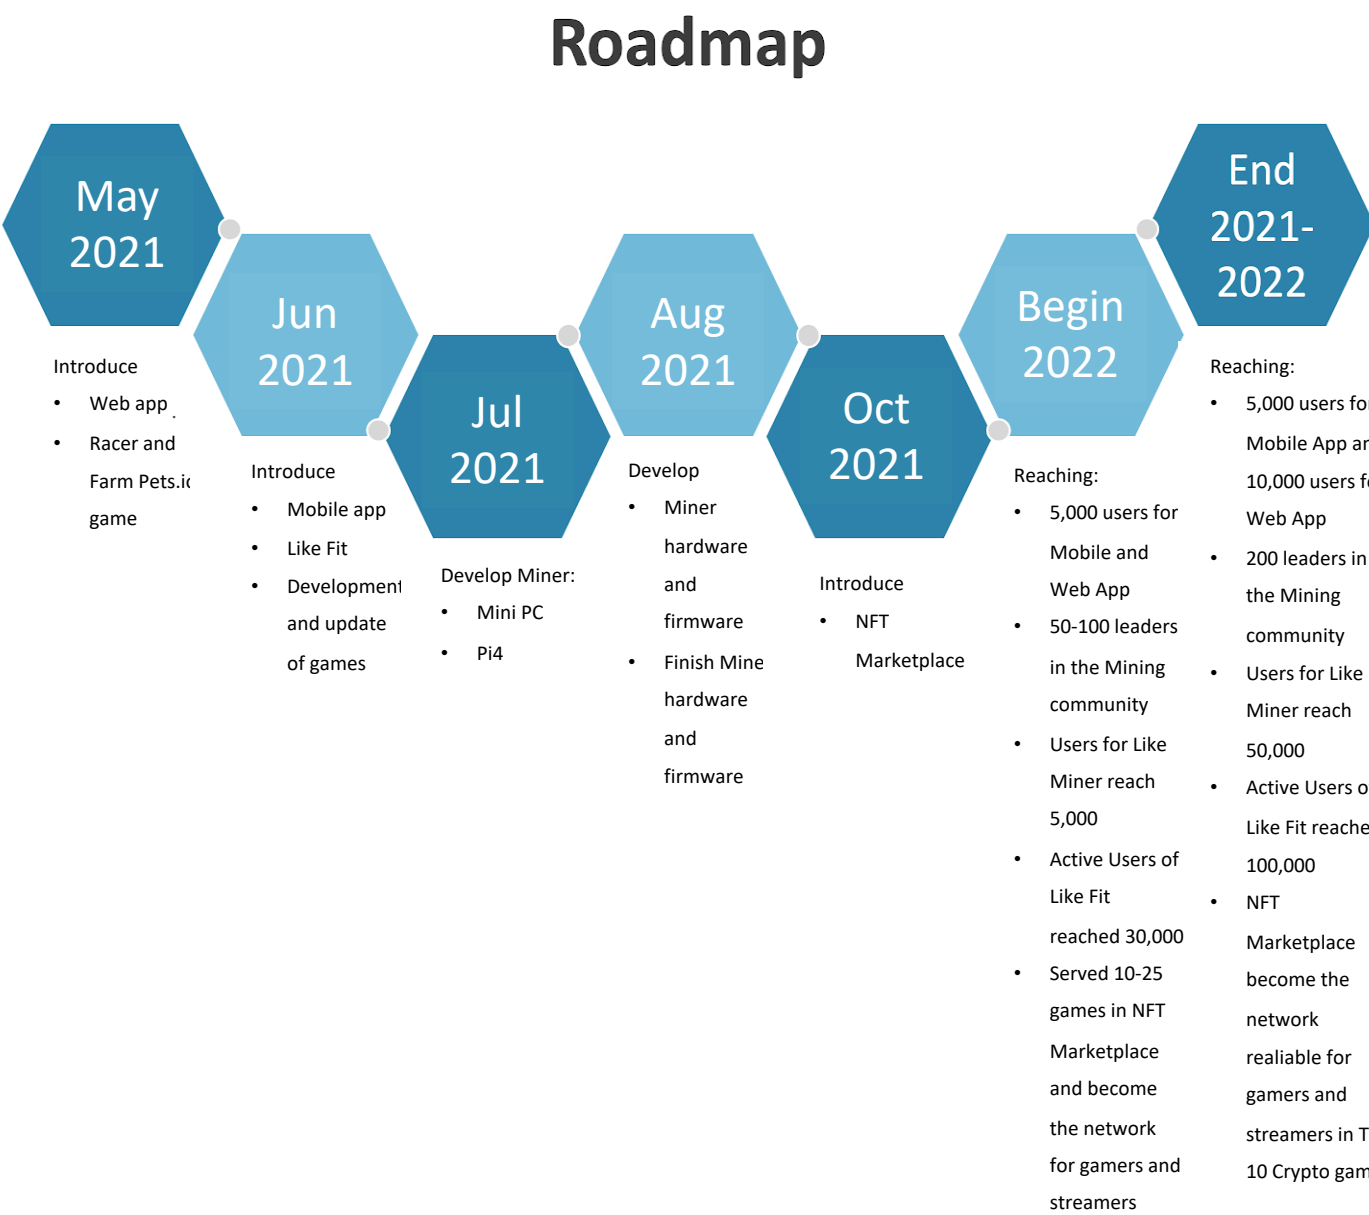 Roadmap
May
2021
Introduce
• Web app
• Racer and
Farm Pets.io
game
Jun
2021
Introduce
• Mobile app
• Like Fit
• Development
and update
of games
Jul
2021
Develop Miner:
• Mini PC
• Pi4
Aug
2021
Develop
• Miner
hardware
and
firmware
• Finish Mine
hardware
and
firmware
Oct
2021
Introduce
• NFT
Marketplace
Begin
2022
Reaching:
• 5,000 users for
Mobile and
Web App
• 50-100 leaders
in the Mining
community
• Users for Like
Miner reach
5,000
• Active Users of
Like Fit
reached 30,000
• Served 10-25
games in NFT
Marketplace
and become
the network
for gamers and
streamers
End
2021-
2022
Reaching:
• 5,000 users for
Mobile App
10,000 users
Web App
• 200 leaders in
the Mining
community
• Users for Like
Miner reach
50,000
• Active Users
Like Fit reache
100,000
• NFT
Marketplace
become the
network
realiable for
gamers and
streamers in
10 Crypto gam